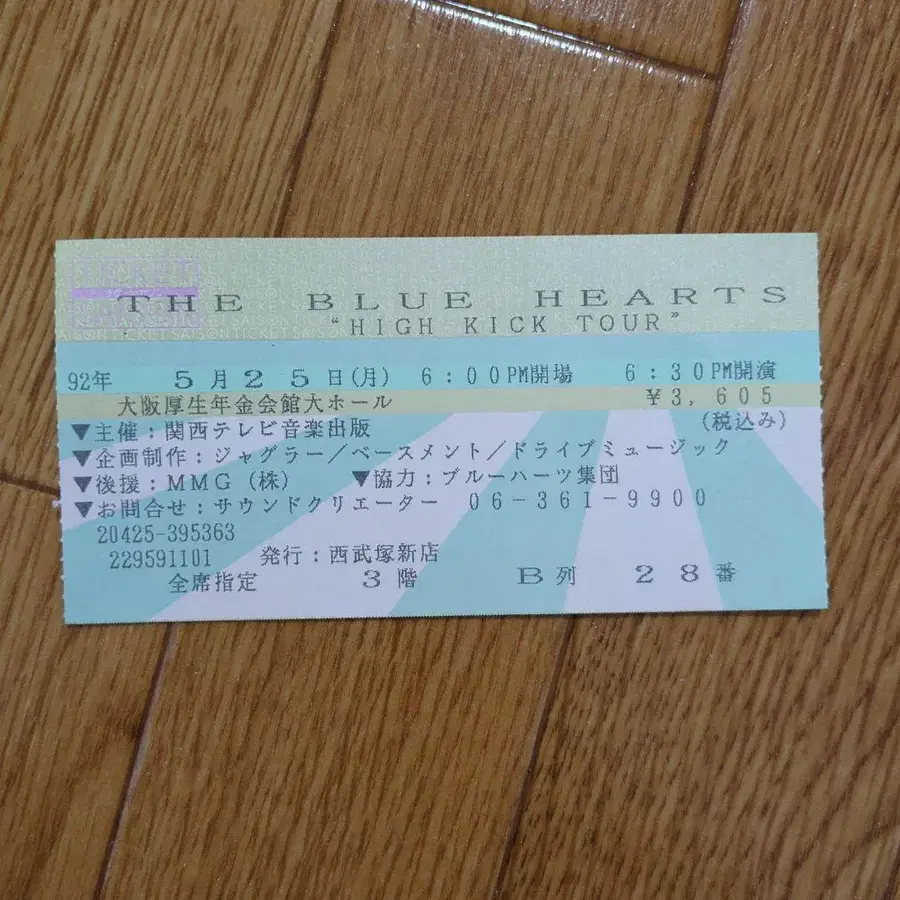 TICKET
SAISON
THE BLUE HEARTS
“HIGH KICK TOUR”
92年 5月25日(月) 6:00PM開場 6:30PM開演
大阪厚生年金会館大ホール ¥3,605
(税込み)
▼主催:関西テレビ音楽出版
▼企画制作:ジャグラー/ベースメント/ドライブミュージック
▼後援:MMG(株) ▼協力:ブルーハーツ集団
▼お問合せ:サウンドクリエーター 06-361-9900
20425-395363
229591101 発行:西武塚新店
全席指定 3階 B列 28番